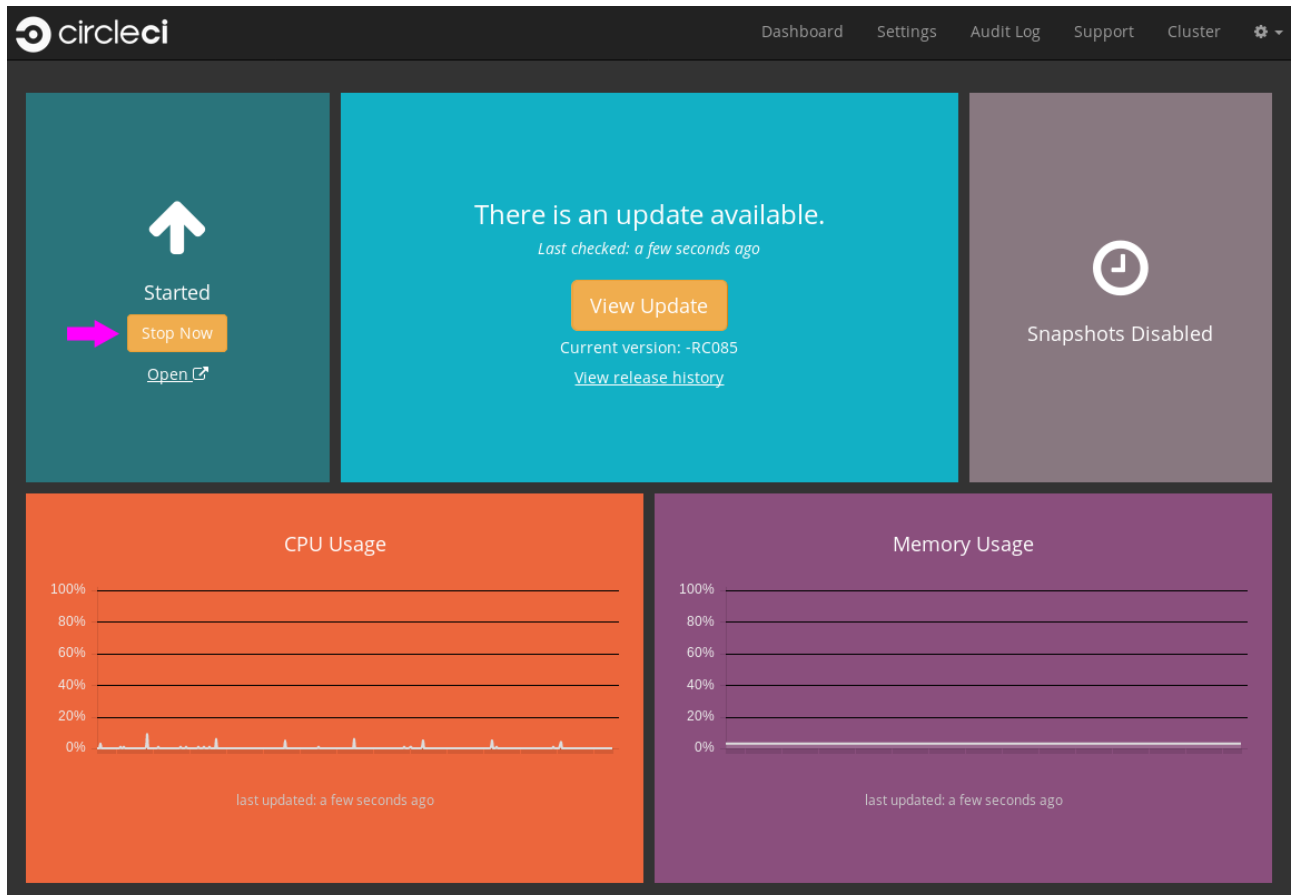 circleci
Dashboard Settings Audit Log Support Cluster
Started
Stop Now
Open
There is an update available.
Last checked: a few seconds ago
View Update
Current version: -RC085
View release history
Snapshots Disabled
CPU Usage
100%
80%
60%
40%
20%
0%
last updated: a few seconds ago
Memory Usage
100%
80%
60%
40%
20%
0%
last updated: a few seconds ago